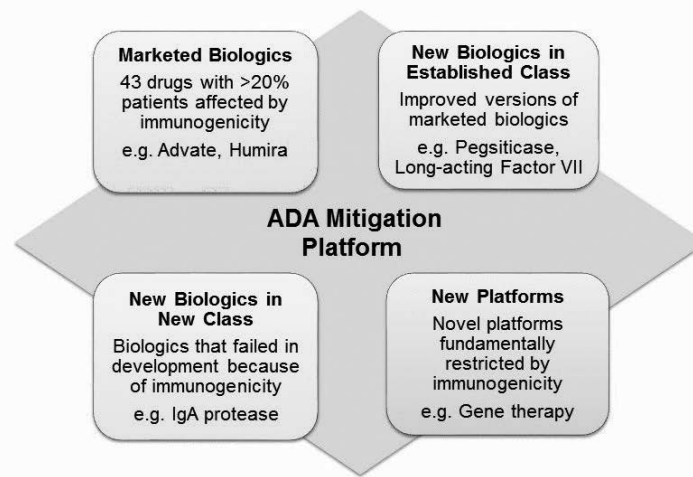 Marketed Biologics
43 drugs with >20%
patients affected by
immunogenicity
e.g. Advate, Humira
New Biologics in
Established Class
Improved versions of
marketed biologics
e.g. Pegsiticase,
Long-acting Factor VII
ADA Mitigation
Platform
New Biologics in
New Class
Biologics that failed in
development because
of immunogenicity
e.g. IgA protease
New Platforms
Novel platforms
fundamentally
restricted by
immunogenicity
e.g. Gene therapy